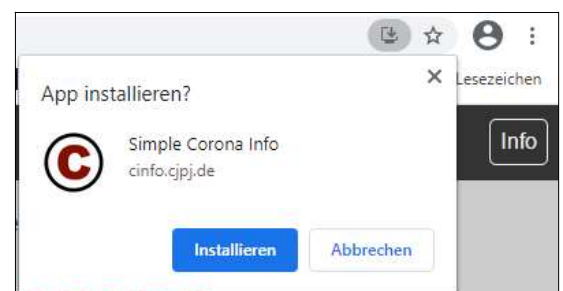 Lesezeichen
App installieren?
C
Simple Corona Info
cinfo.cjpj.de
Info
Installieren
Abbrechen